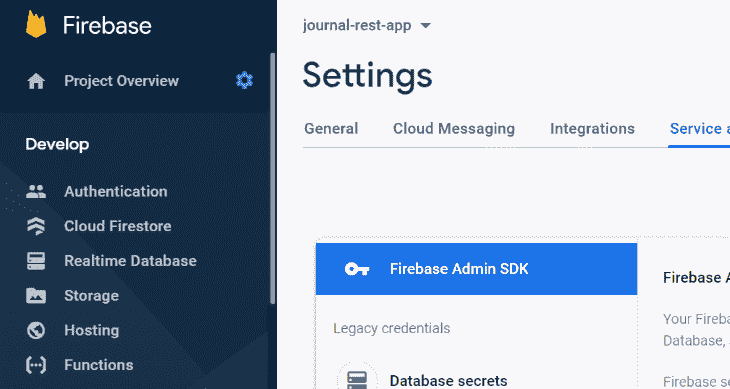 Firebase
Project Overview
Develop
Authentication
Cloud Firestore
Realtime Database
Storage
Hosting
Functions
journal-rest-app
Settings
General Cloud Messaging Integrations Service
Firebase Admin SDK
Legacy credentials
Database secrets
Firebase
Your
Database,
Firebase